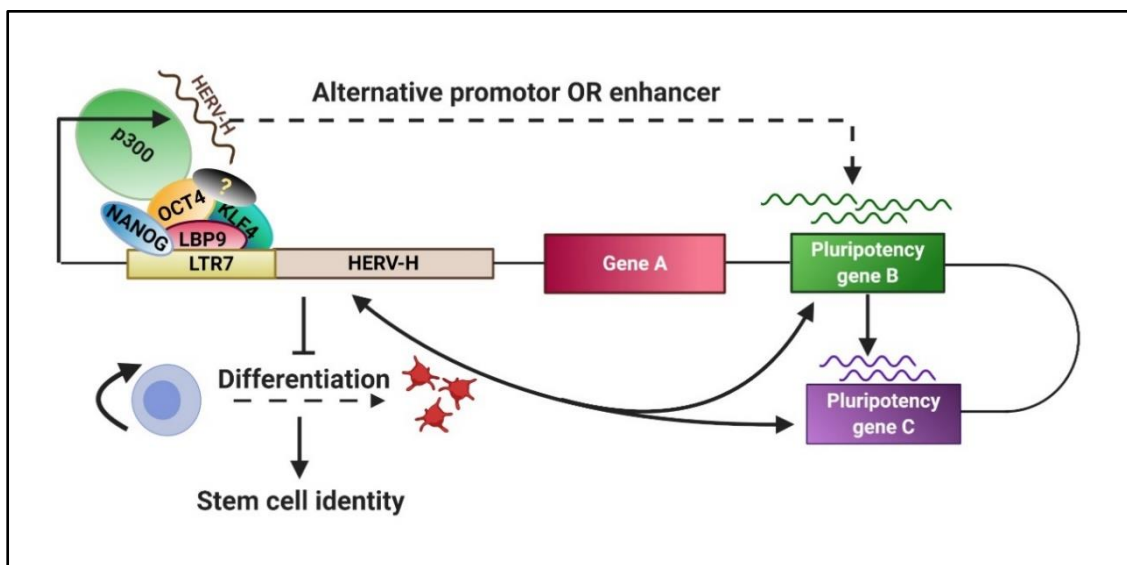 HERV-H
Alternative promotor OR enhancer
p300
?
OCT4
KLF4
NANOG
LBP9
LTR7
HERV-H
Gene A
Pluripotency
gene B
Differentiation
Pluripotency
gene C
Stem cell identity